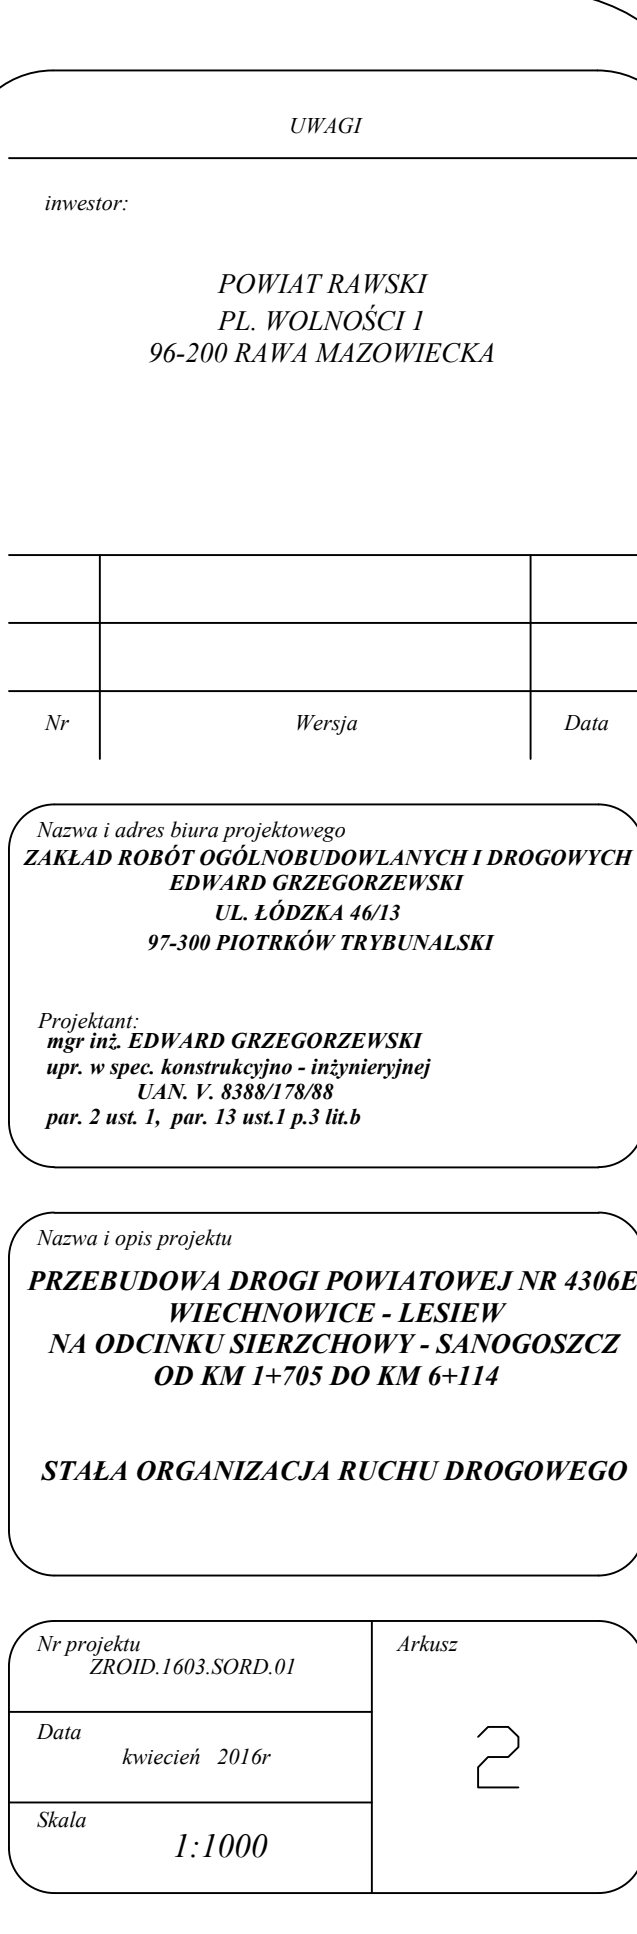 UWAGI
inwestor:
POWIAT RAWSKI
PL. WOLNOŚCI 1
96-200 RAWA MAZOWIECKA
Nr Wersja Data
Nazwa i adres biura projektowego
ZAKŁAD ROBÓT OGÓLNOBUDOWLANYCH I DROGOWYCH
EDWARD GRZEGORZEWSKI
UL. ŁÓDZKA 46/13
97-300 PIOTRKÓW TRYBUNALSKI
Projektant:
mgr inż. EDWARD GRZEGORZEWSKI
upr. w spec. konstrukcyjno - inżynieryjnej
UAN. V. 8388/178/88
par. 2 ust. 1, par. 13 ust.1 p.3 lit.b
Nazwa i opis projektu
PRZEBUDOWA DROGI POWIATOWEJ NR 4306E
WIECHNOWICE - LESIEW
NA ODCINKU SIERZCHOWY - SANOGOSZCZ
OD KM 1+705 DO KM 6+114
STAŁA ORGANIZACJA RUCHU DROGOWEGO
Nr projektu
ZROID.1603.SORD.01
Data
kwiecień 2016r
Skala
1:1000
Arkusz
2